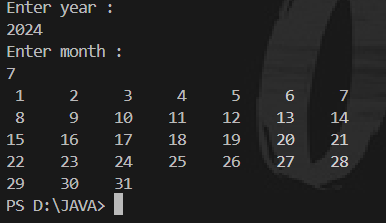 Enter year :
2024
Enter month :
7
1 2 3 4 5 6 7
8 9 10 11 12 13 14
15 16 17 18 19 20 21
22 23 24 25 26 27 28
29 30 31
PS D:\JAVA>